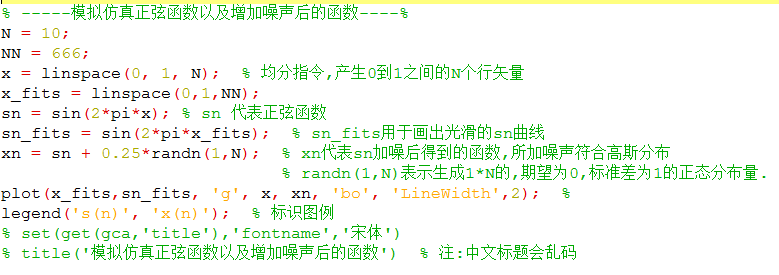 % -----模拟仿真正弦函数以及增加噪声后的函数----%
N = 10;
NN = 666;
x = linspace(0, 1, N);  % 均分指令,产生0到1之间的N个行矢量
x_fits = linspace(0,1,NN);
sn = sin(2*pi*x); % sn 代表正弦函数
sn_fits = sin(2*pi*x_fits);  % sn_fits用于画出光滑的sn曲线
xn = sn + 0.25*randn(1,N);  % xn代表sn加噪后得到的函数,所加噪声符合高斯分布
% randn(1,N)表示生成1*N的,期望为0,标准差为1的正态分布量.
plot(x_fits,sn_fits, 'g', x, xn, 'bo', 'LineWidth',2);  %
legend('s(n)', 'x(n)');  % 标识图例
% set(get(gca,'title'),'fontname','宋体')
% title('模拟仿真正弦函数以及增加噪声后的函数')  % 注:中文标题会乱码